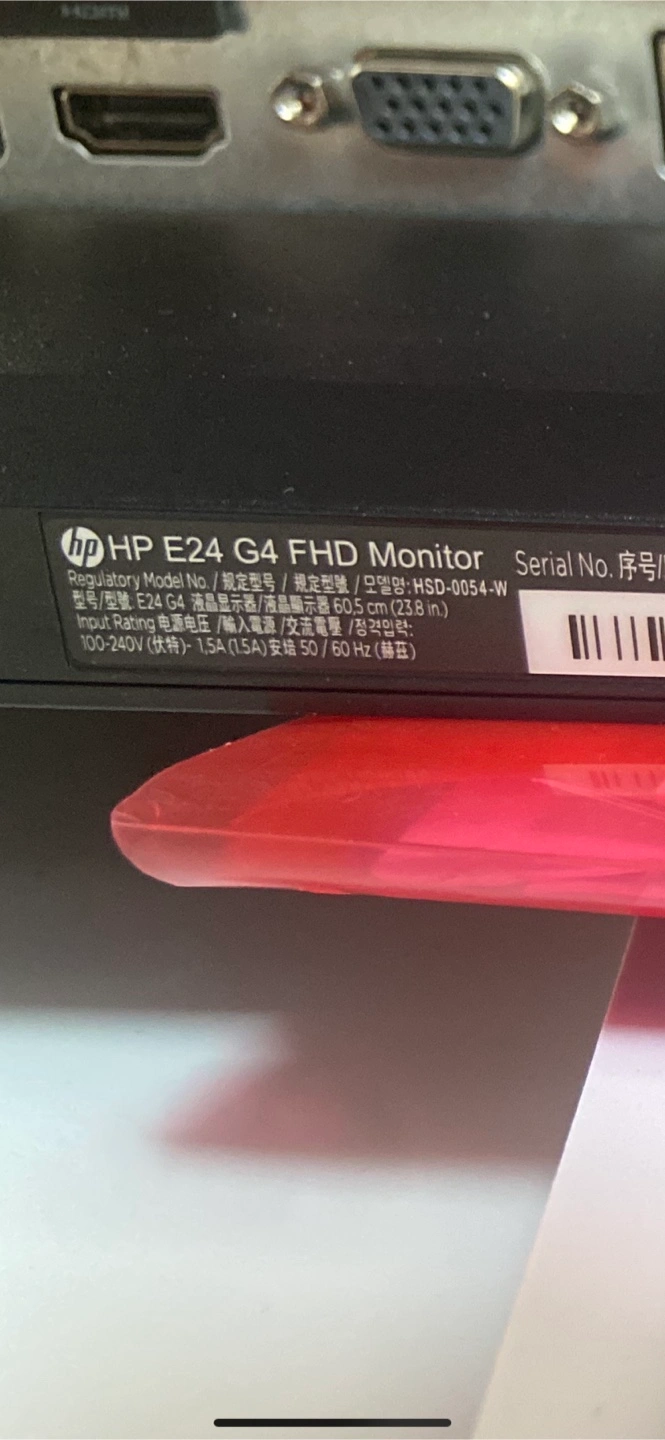 HDMI
hp HP E24 G4 FHD Monitor
Serial No. 序号/
Regulatory Model No. / 规定型号 / 規定型號 / 모델명: HSD-0054-W
型号/型號: E24 G4 液晶显示器/液晶顯示器 60.5 cm (23.8 in.)
Input Rating 电源电压 /輸入電源 /交流電壓 /정격입력:
100-240V (伏特)- 1.5A (1.5A) 安培 50 / 60 Hz (赫茲)